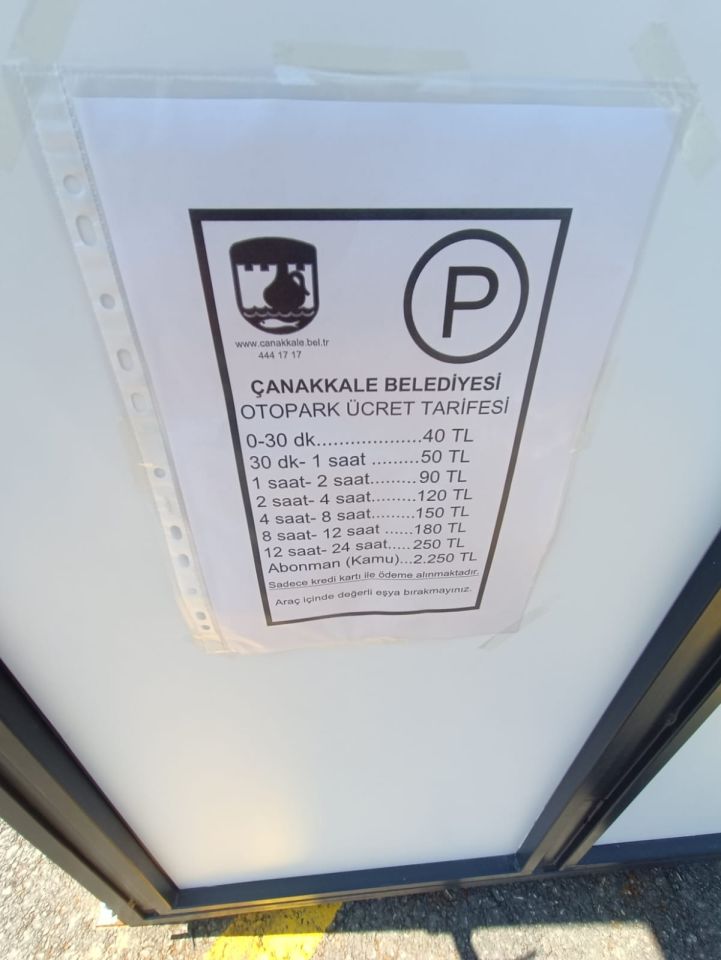 P
www.canakkale.bel.tr
444 17 17
ÇANAKKALE BELEDİYESİ
OTOPARK ÜCRET TARİFESİ
0-30 dk...................40 TL
30 dk- 1 saat .........50 TL
1 saat- 2 saat.........90 TL
2 saat- 4 saat........120 TL
4 saat- 8 saat........150 TL
8 saat- 12 saat ......180 TL
12 saat- 24 saat.....250 TL
Abonman (Kamu)...2.250 TL
Sadece kredi kartı ile ödeme alınmaktadır.
Araç içinde değerli eşya bırakmayınız.